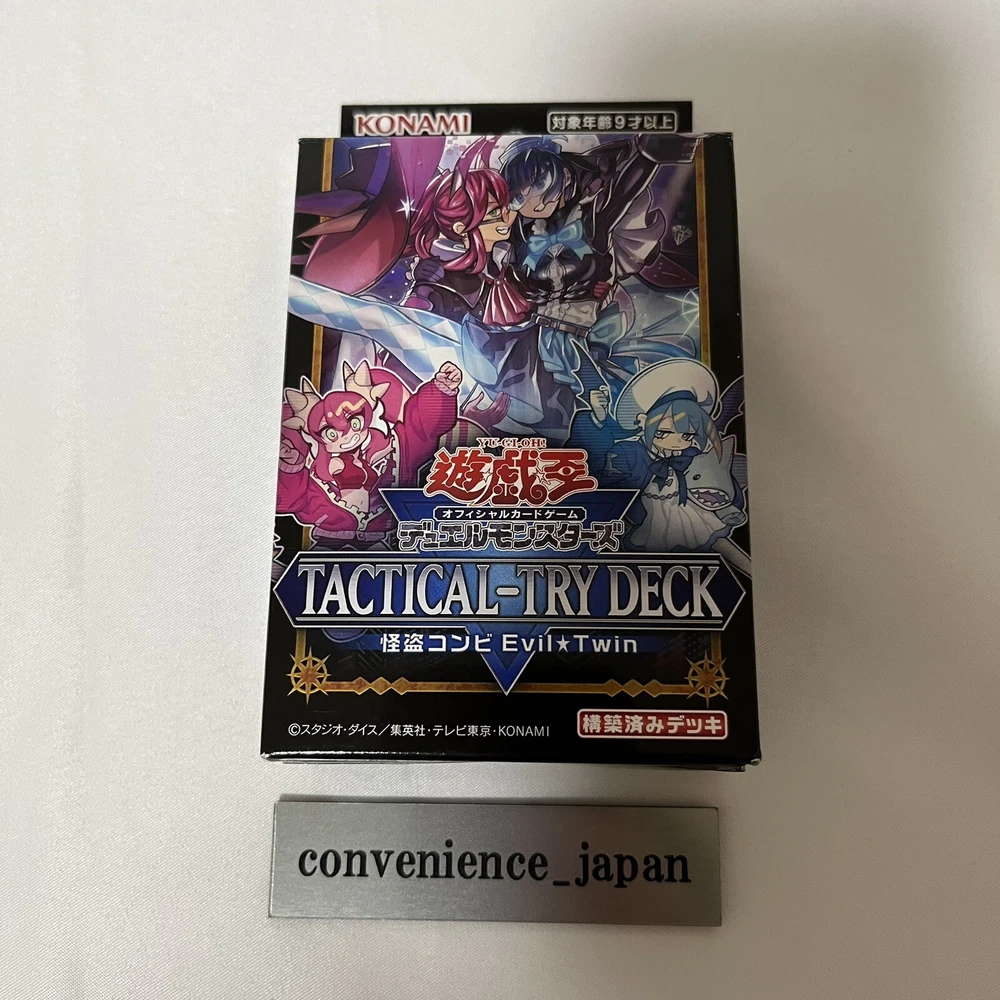 KONAMI
対象年齢9才以上
YU-GI-OH!
遊戯王
オフィシャルカードゲーム
デュエルモンスターズ
TACTICAL-TRY DECK
怪盗コンビ Evil★Twin
©スタジオ・ダイス／集英社・テレビ東京・KONAMI
構築済みデッキ
convenience_japan